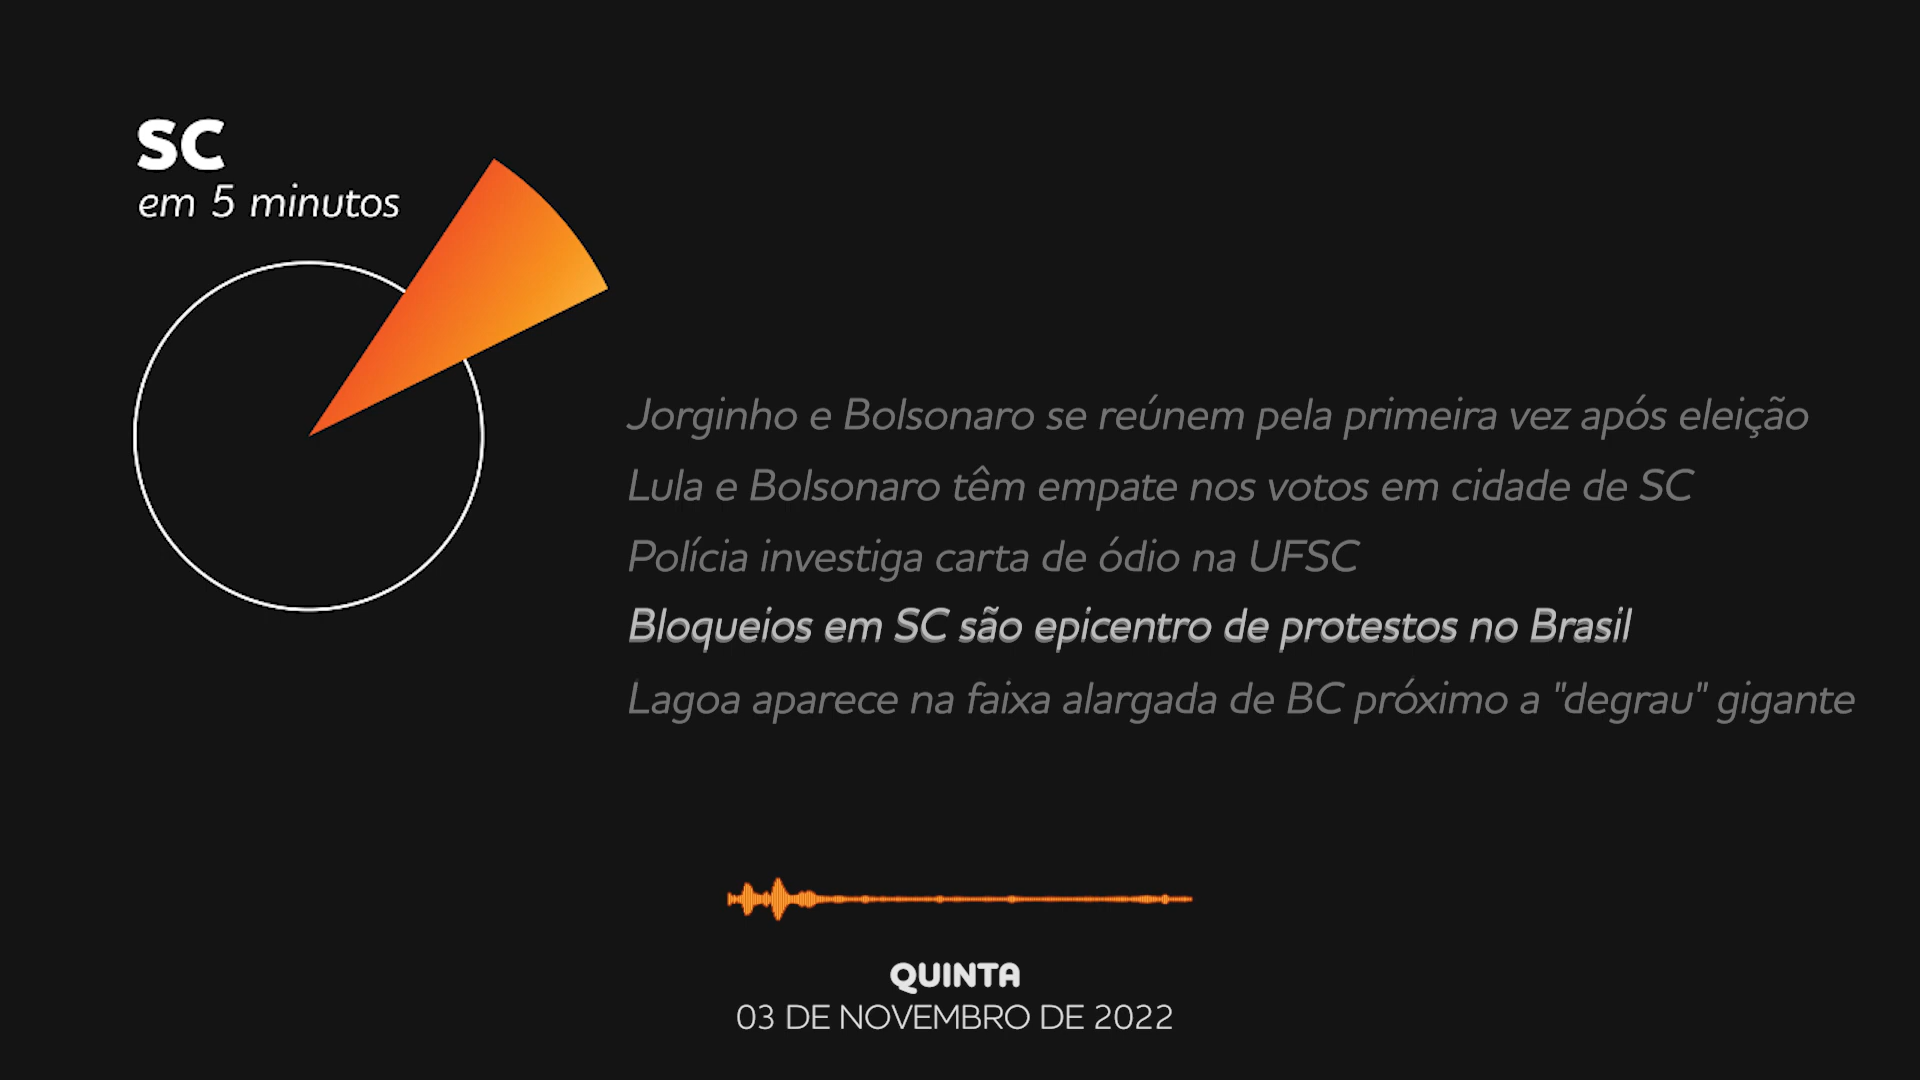 SC
em 5 minutos
Jorginho e Bolsonaro se reúnem pela primeira vez após eleição
Lula e Bolsonaro têm empate nos votos em cidade de SC
Polícia investiga carta de ódio na UFSC
Bloqueios em SC são epicentro de protestos no Brasil
Lagoa aparece na faixa alargada de BC próximo a "degrau" gigante
QUINTA
03 DE NOVEMBRO DE 2022